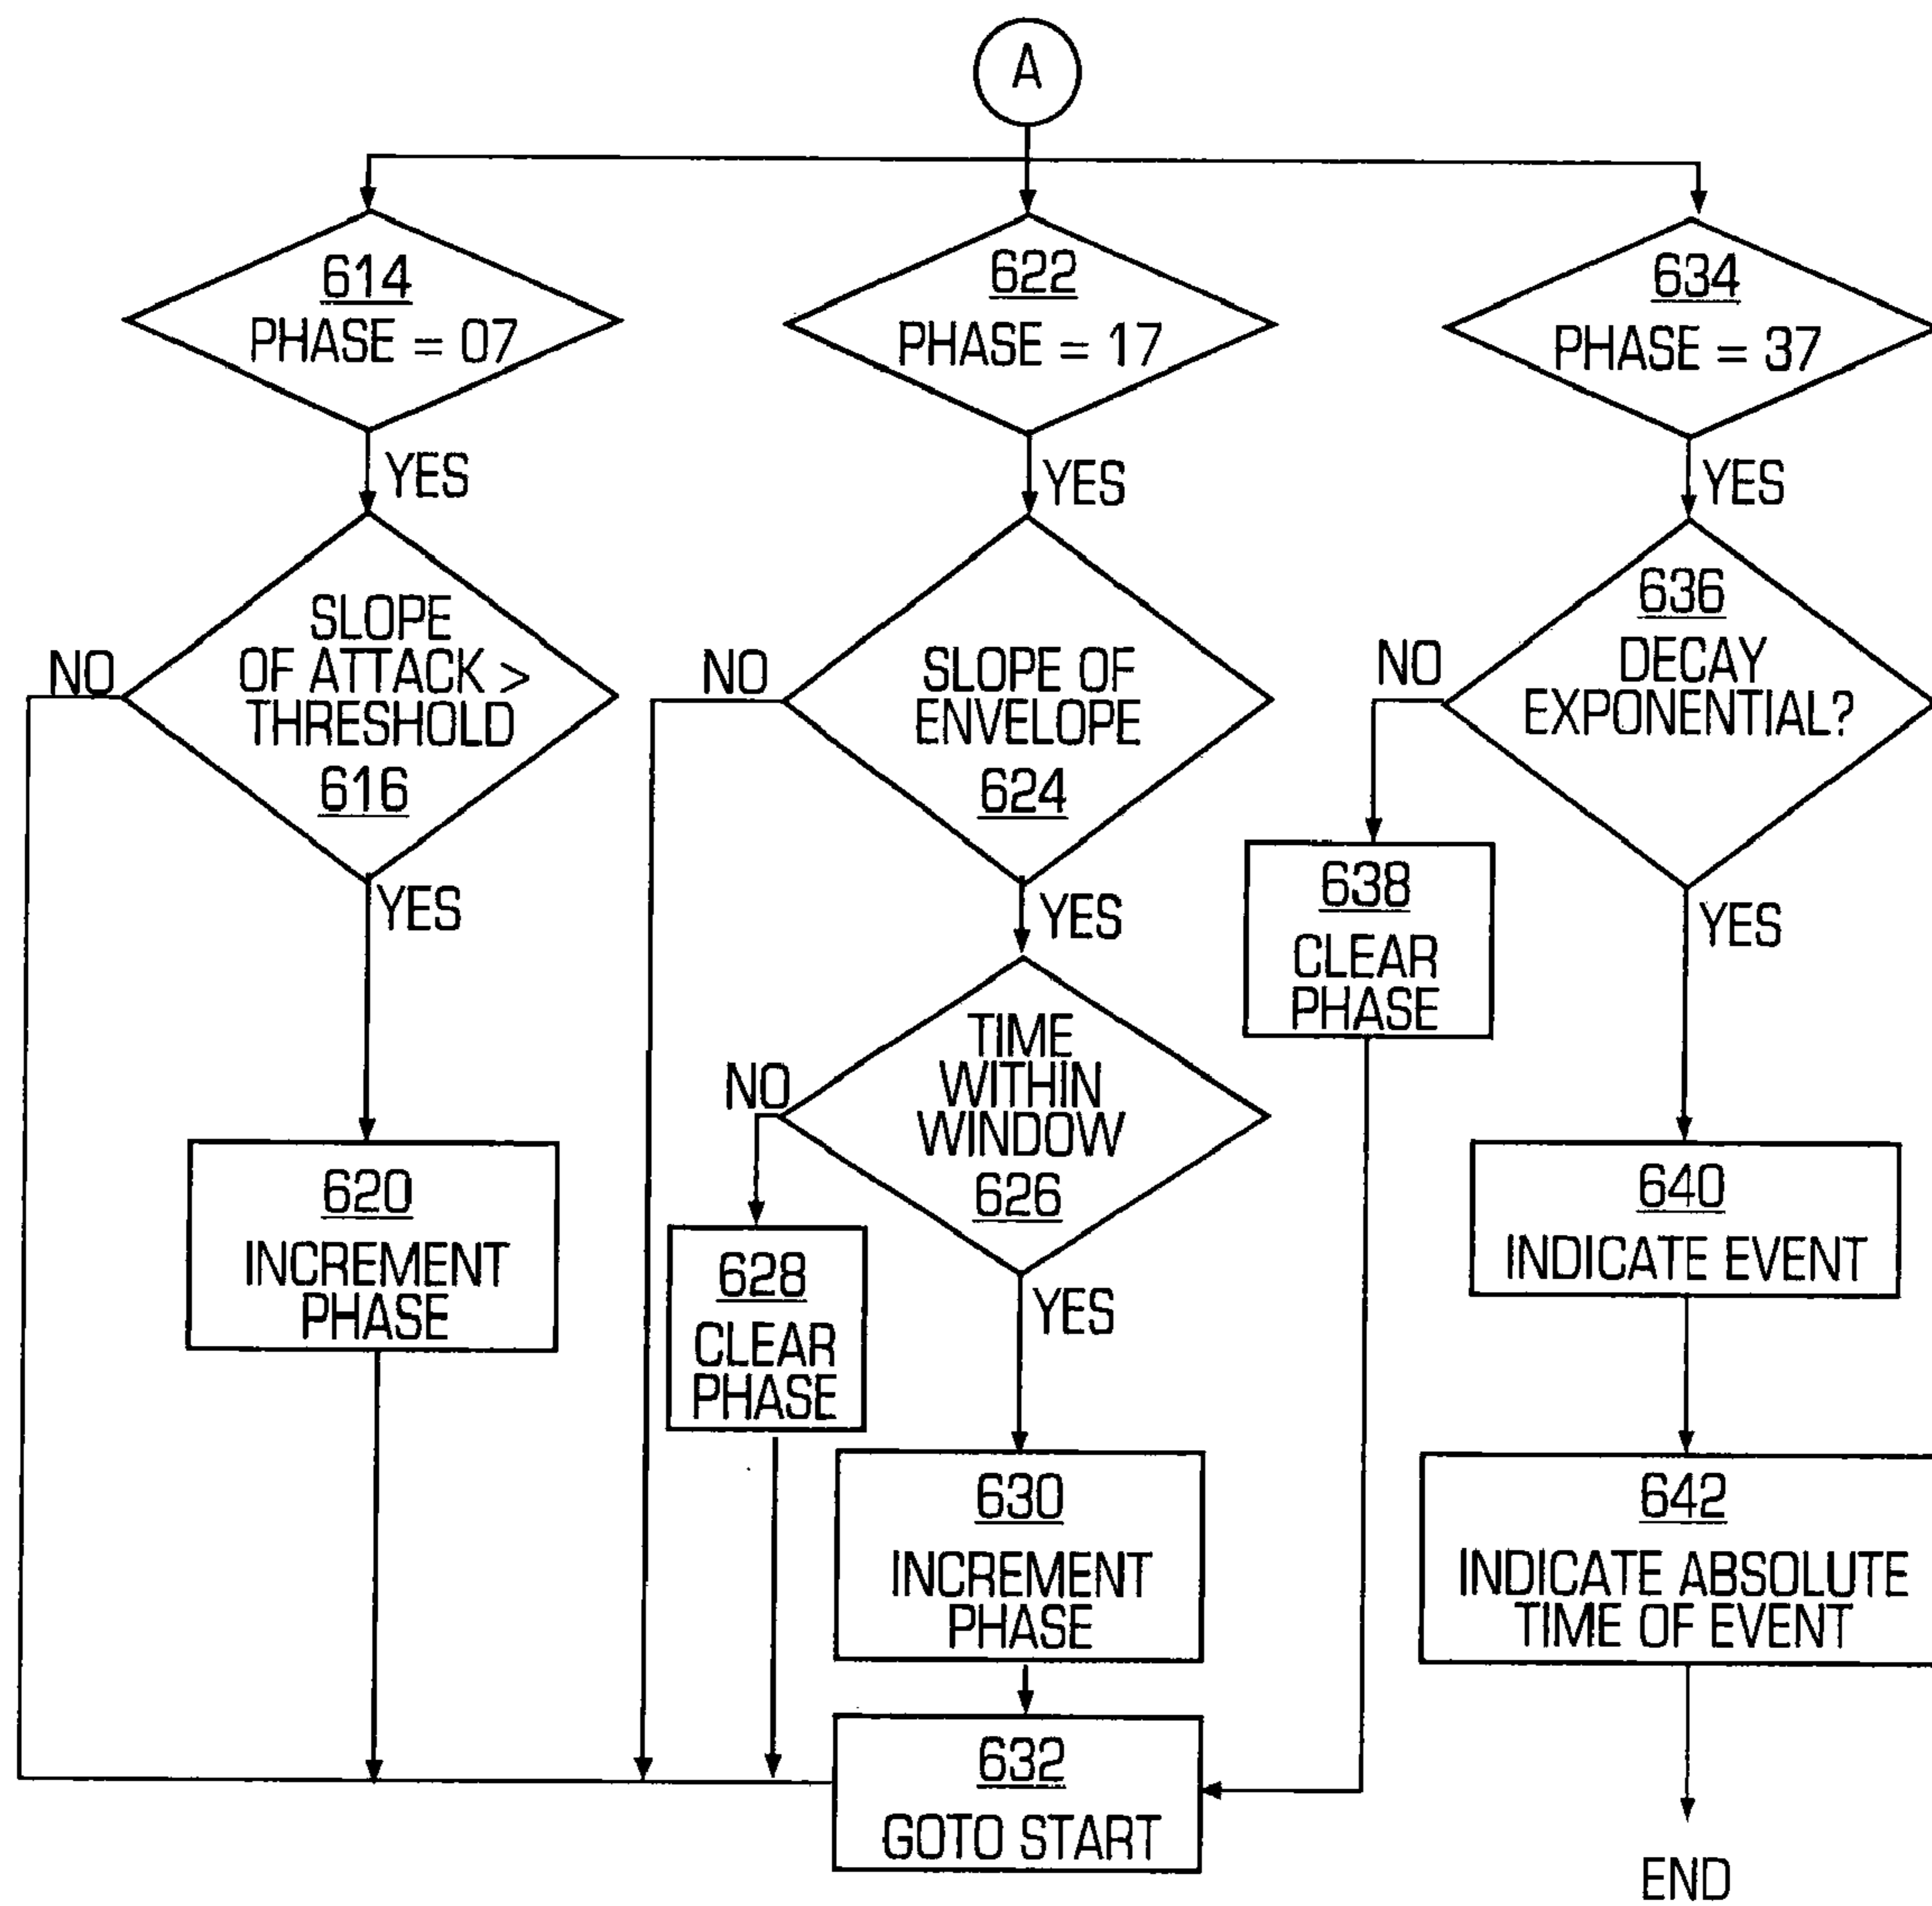 A
614
PHASE = 07
YES
SLOPE
OF ATTACK >
THRESHOLD
616
NO
YES
620
INCREMENT
PHASE
622
PHASE = 17
YES
SLOPE OF
ENVELOPE
624
NO
YES
TIME
WITHIN
WINDOW
626
NO
628
CLEAR
PHASE
YES
630
INCREMENT
PHASE
632
GOTO START
634
PHASE = 37
YES
636
DECAY
EXPONENTIAL?
NO
638
CLEAR
PHASE
YES
640
INDICATE EVENT
642
INDICATE ABSOLUTE
TIME OF EVENT
END